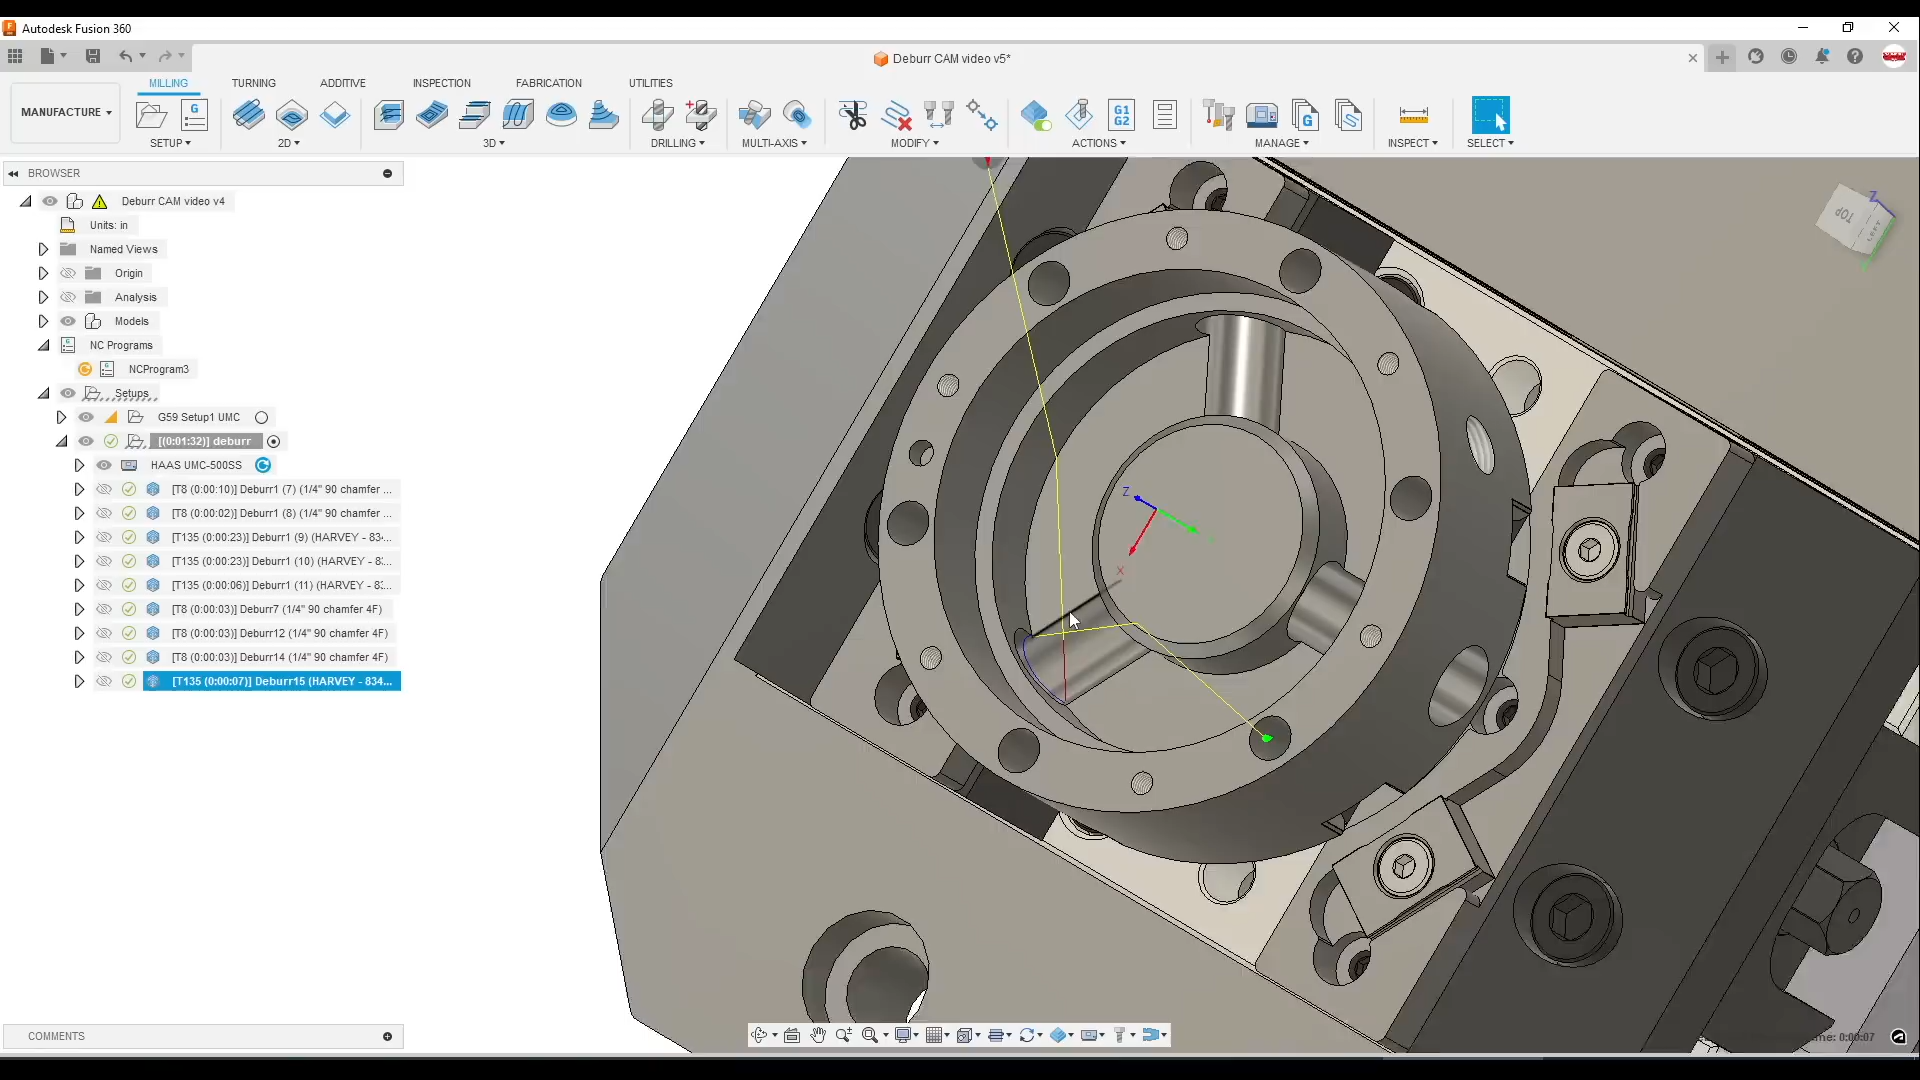 Autodesk Fusion 360
Deburr CAM video v5*
MILLING
TURNING
ADDITIVE
INSPECTION
FABRICATION
UTILITIES
MANUFACTURE
G
G1
G2
G
SETUP
2D
3D
DRILLING
MULTI-AXIS
MODIFY
ACTIONS
MANAGE
INSPECT
SELECT
BROWSER
Deburr CAM video v4
Units: in
Named Views
Origin
Analysis
Models
NC Programs
NCProgram3
Setups
G59 Setup1 UMC
[(0:01:32)] deburr
HAAS UMC-500SS
[T8 (0:00:10)] Deburr1 (7) (1/4" 90 chamfer ...
[T8 (0:00:02)] Deburr1 (8) (1/4" 90 chamfer ...
[T135 (0:00:23)] Deburr1 (9) (HARVEY - 83...
[T135 (0:00:23)] Deburr1 (10) (HARVEY - 8...
[T135 (0:00:06)] Deburr1 (11) (HARVEY - 8...
[T8 (0:00:03)] Deburr7 (1/4" 90 chamfer 4F)
[T8 (0:00:03)] Deburr12 (1/4" 90 chamfer 4F)
[T8 (0:00:03)] Deburr14 (1/4" 90 chamfer 4F)
[T135 (0:00:07)] Deburr15 (HARVEY - 834...
Z
TOP
LEFT
Z
X
COMMENTS
0:00:07